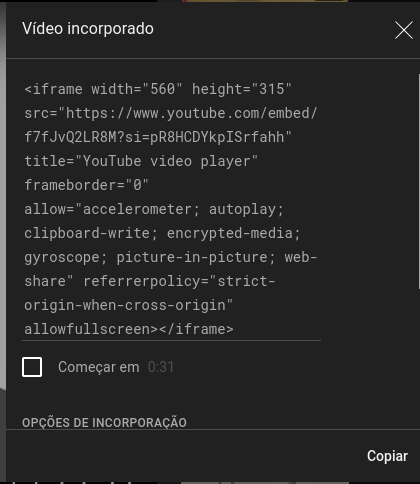 Vídeo incorporado
<iframe width="560" height="315"
src="https://www.youtube.com/embed/
f7fJvQ2LR8M?si=pR8HCDYkpISrfahh"
title="YouTube video player"
frameborder="0"
allow="accelerometer; autoplay;
clipboard-write; encrypted-media;
gyroscope; picture-in-picture; web-
share" referrerpolicy="strict-
origin-when-cross-origin"
allowfullscreen></iframe>
Começar em 0:31
OPÇÕES DE INCORPORAÇÃO
Copiar